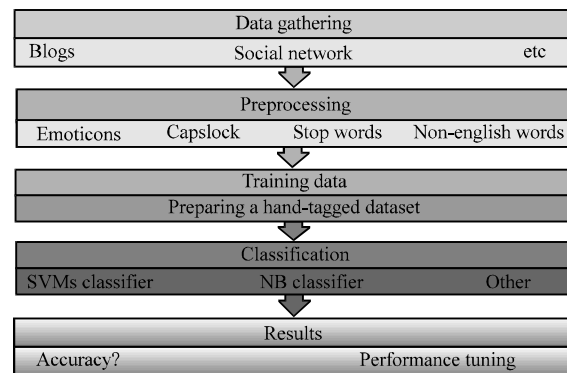 Data gathering
Blogs Social network etc
Preprocessing
Emoticons Capslock Stop words Non-english words
Training data
Preparing a hand-tagged dataset
Classification
SVMs classifier NB classifier Other
Results
Accuracy? Performance tuning